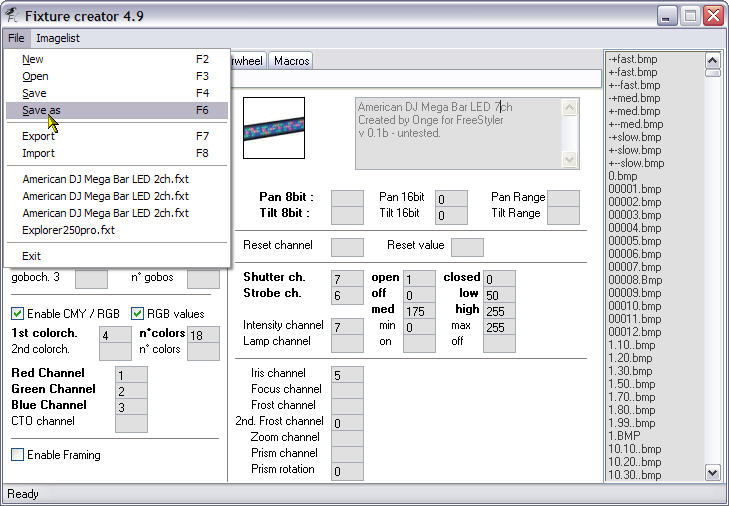 Fixture creator 4.9
File Imagelist
New F2
Open F3
Save F4
Save as F6
Export F7
Import F8
American DJ Mega Bar LED 2ch.fxt
American DJ Mega Bar LED 2ch.fxt
American DJ Mega Bar LED 2ch.fxt
Explorer250pro.fxt
Exit
rwheel Macros
American DJ Mega Bar LED 7ch
Created by Onge for FreeStyler
v 0.1b - untested.
Pan 8bit : Pan 16bit 0 Pan Range
Tilt 8bit : Tilt 16bit 0 Tilt Range
Reset channel Reset value
goboch. 3 n° gobos
Enable CMY / RGB RGB values
1st colorch. 4 n°colors 18
2nd colorch. n° colors
Red Channel 1
Green Channel 2
Blue Channel 3
CTO channel
Enable Framing
Shutter ch. 7 open 1 closed 0
Strobe ch. 6 off 0 low 50
med 175 high 255
Intensity channel 7 min 0 max 255
Lamp channel on off
Iris channel 5
Focus channel
Frost channel
2nd. Frost channel 0
Zoom channel
Prism channel
Prism rotation 0
-+fast.bmp
+-fast.bmp
+--fast.bmp
-+med.bmp
+-med.bmp
+--med.bmp
-+slow.bmp
+-slow.bmp
+--slow.bmp
0.bmp
00001.bmp
00002.bmp
00003.bmp
00004.bmp
00005.bmp
00006.bmp
00007.bmp
00008.Bmp
00009.bmp
00010.bmp
00011.bmp
00012.bmp
1.10..bmp
1.20.bmp
1.30.bmp
1.50..bmp
1.70..bmp
1.80..bmp
1.99..bmp
1.BMP
10.10..bmp
10.20..bmp
10.30..bmp
Ready